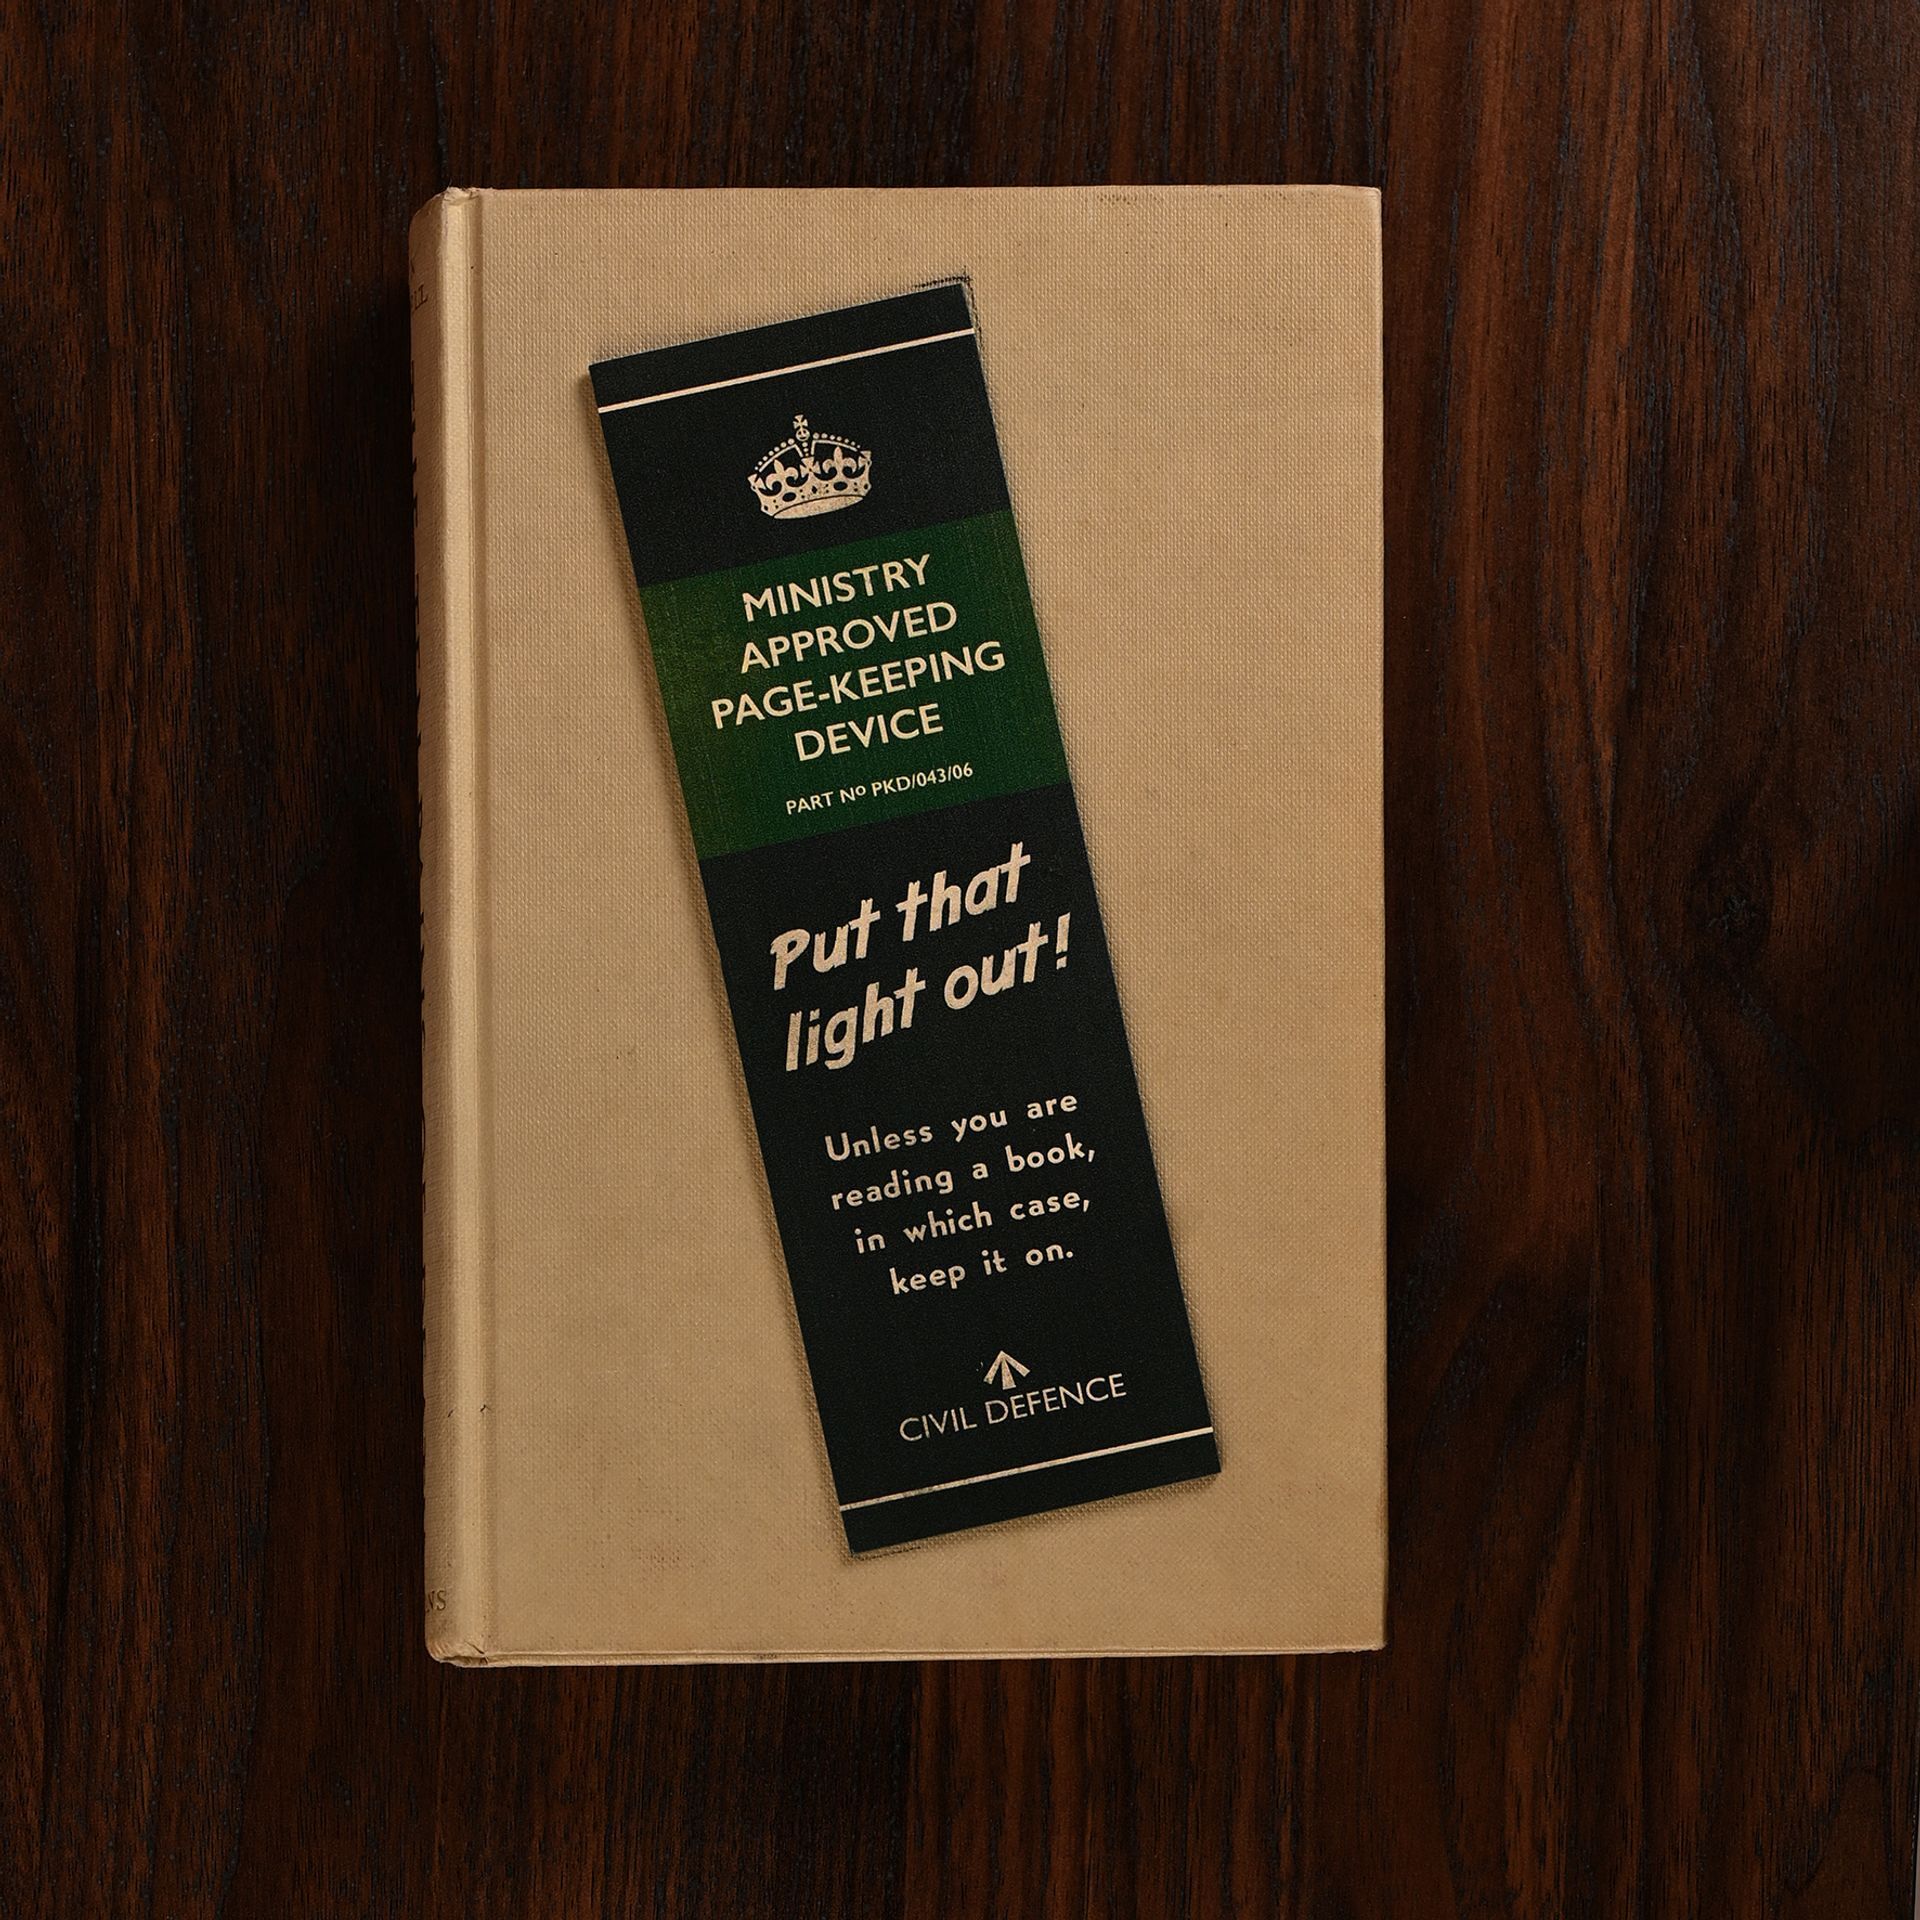 MINISTRY
APPROVED
PAGE-KEEPING
DEVICE
PART Nº PKD/043/06
Put that
light out!
Unless you are
reading a book,
in which case,
keep it on.
CIVIL DEFENCE